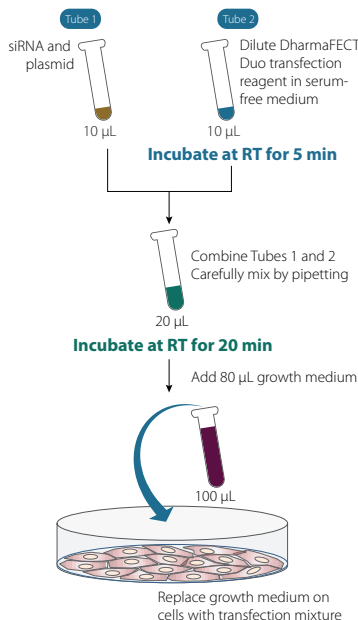 Tube 1
Tube 2
siRNA and
plasmid
Dilute DharmaFECT
Duo transfection
reagent in serum-
free medium
10 µL
10 µL
Incubate at RT for 5 min
Combine Tubes 1 and 2
Carefully mix by pipetting
20 µL
Incubate at RT for 20 min
Add 80 µL growth medium
100 µL
Replace growth medium on
cells with transfection mixture